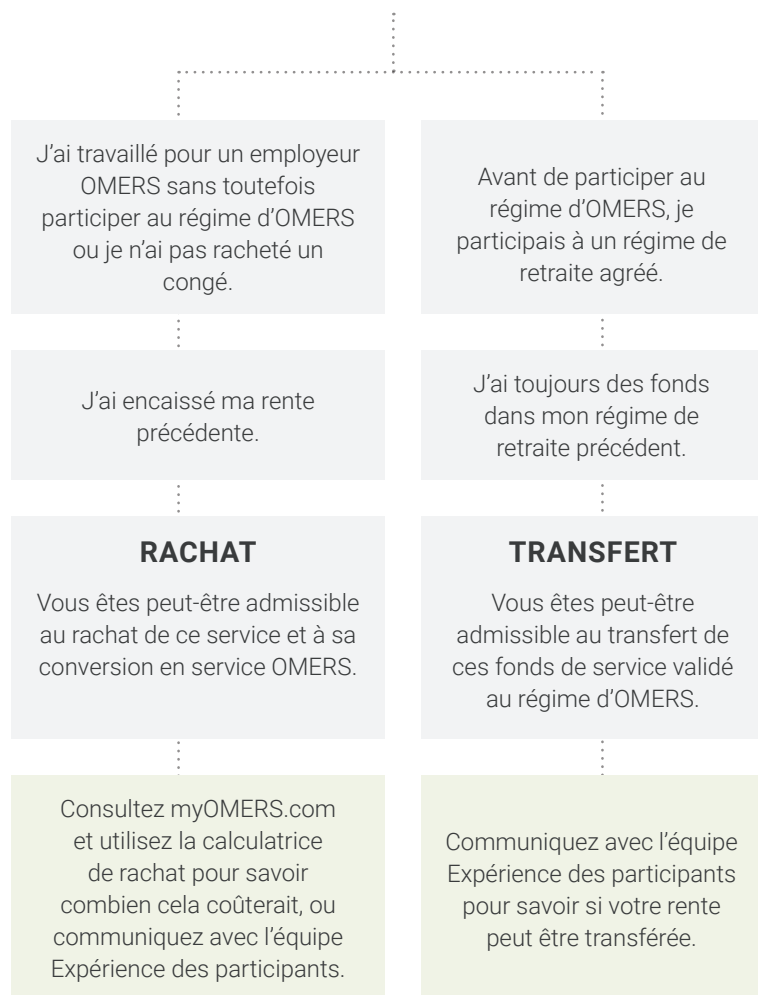 J'ai travaillé pour un employeur
OMERS sans toutefois
participer au régime d'OMERS
ou je n'ai pas racheté un
congé.
J'ai encaissé ma rente
précédente.
RACHAT
Vous êtes peut-être admissible
au rachat de ce service et à sa
conversion en service OMERS.
Consultez myOMERS.com
et utilisez la calculatrice
de rachat pour savoir
combien cela coûterait, ou
communiquez avec l'équipe
Expérience des participants.
Avant de participer au
régime d'OMERS, je
participais à un régime de
retraite agréé.
J'ai toujours des fonds
dans mon régime de
retraite précédent.
TRANSFERT
Vous êtes peut-être
admissible au transfert de
ces fonds de service validé
au régime d'OMERS.
Communiquez avec l'équipe
Expérience des participants
pour savoir si votre rente
peut être transférée.